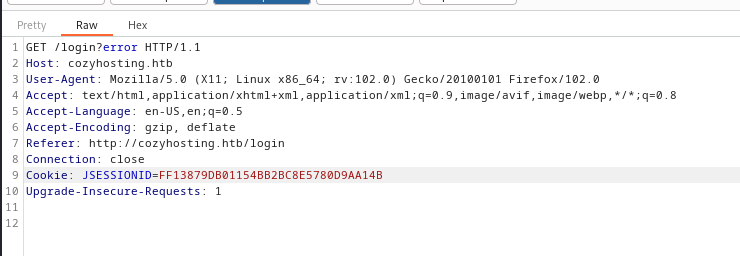 Pretty Raw Hex
1 GET /login?error HTTP/1.1
2 Host: cozyhosting.htb
3 User-Agent: Mozilla/5.0 (X11; Linux x86_64; rv:102.0) Gecko/20100101 Firefox/102.0
4 Accept: text/html,application/xhtml+xml,application/xml;q=0.9,image/avif,image/webp,*/*;q=0.8
5 Accept-Language: en-US,en;q=0.5
6 Accept-Encoding: gzip, deflate
7 Referer: http://cozyhosting.htb/login
8 Connection: close
9 Cookie: JSESSIONID=FF13879DB01154BB2BC8E5780D9AA14B
10 Upgrade-Insecure-Requests: 1
11
12